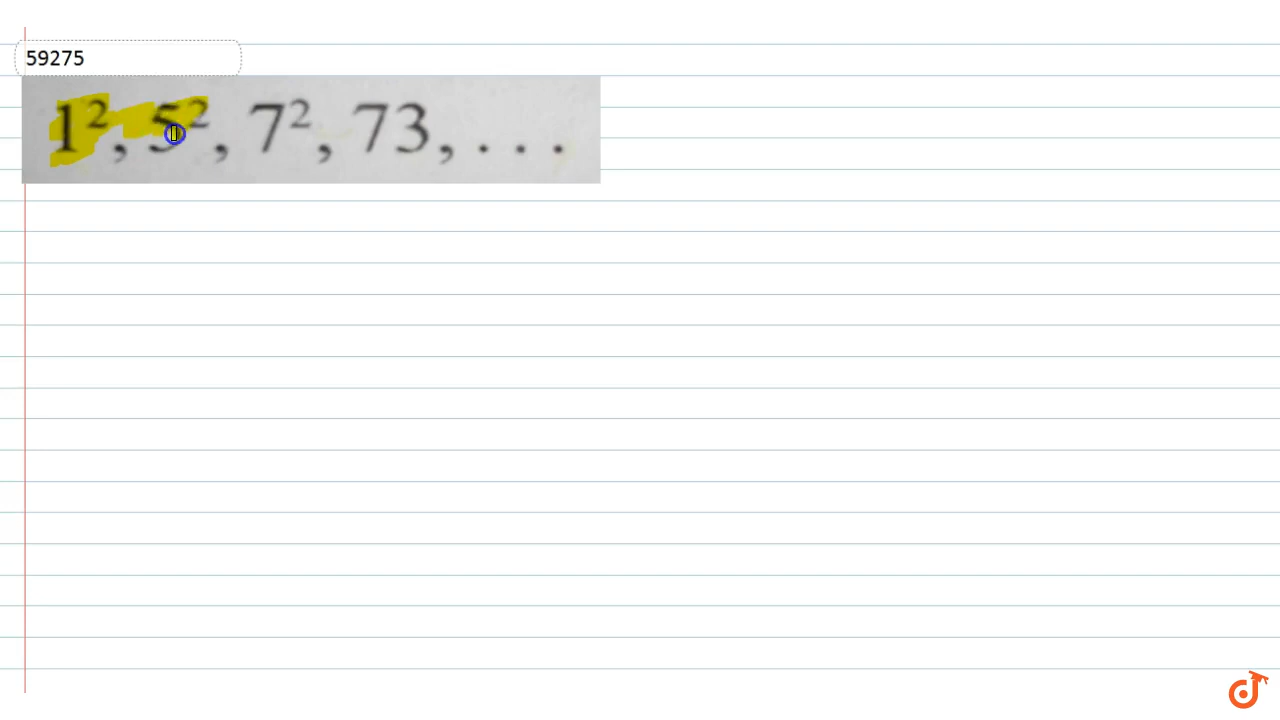 59275
1², 5², 7², 73, . . .